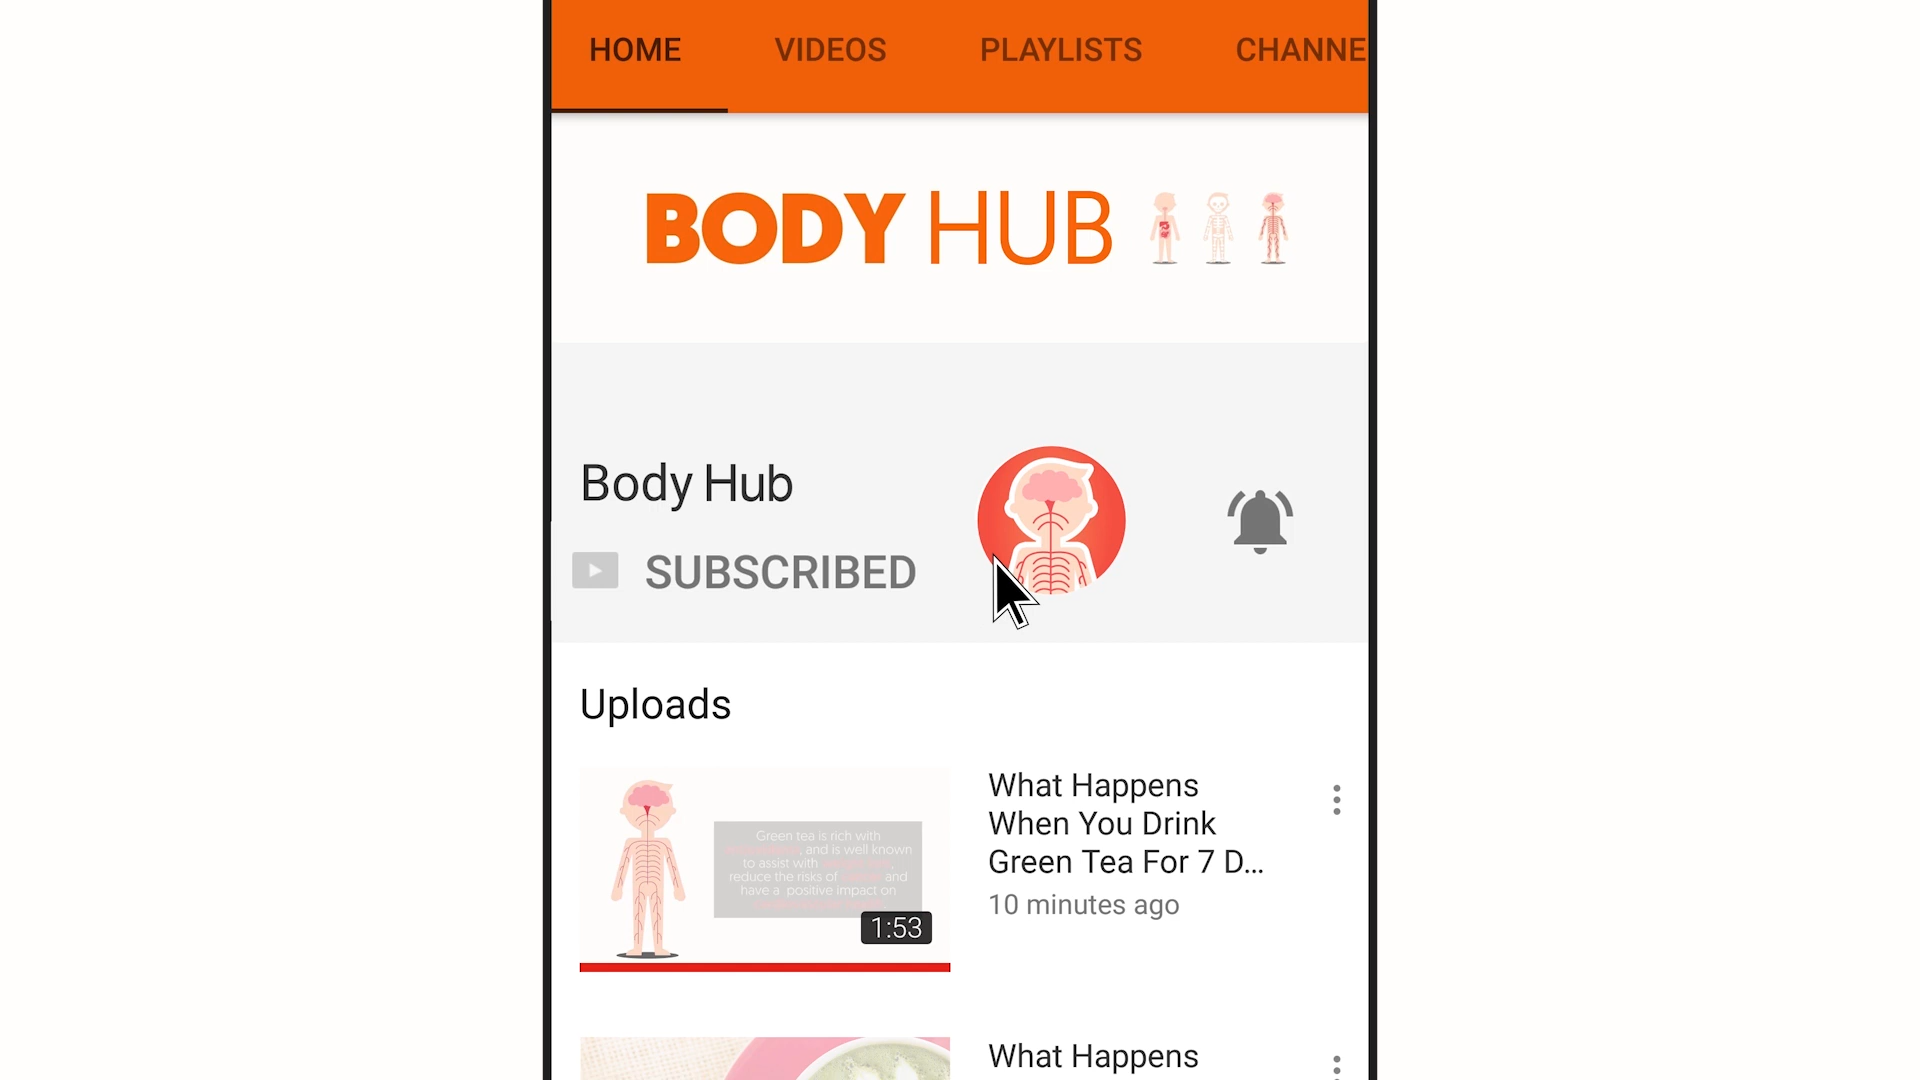 HOME VIDEOS PLAYLISTS CHANNE
BODY HUB
Body Hub
SUBSCRIBED
Uploads
What Happens
When You Drink
Green Tea For 7 D...
10 minutes ago
Green tea is rich with
, and is well known
to assist with
reduce the risks of and
have a positive impact on
1:53
What Happens